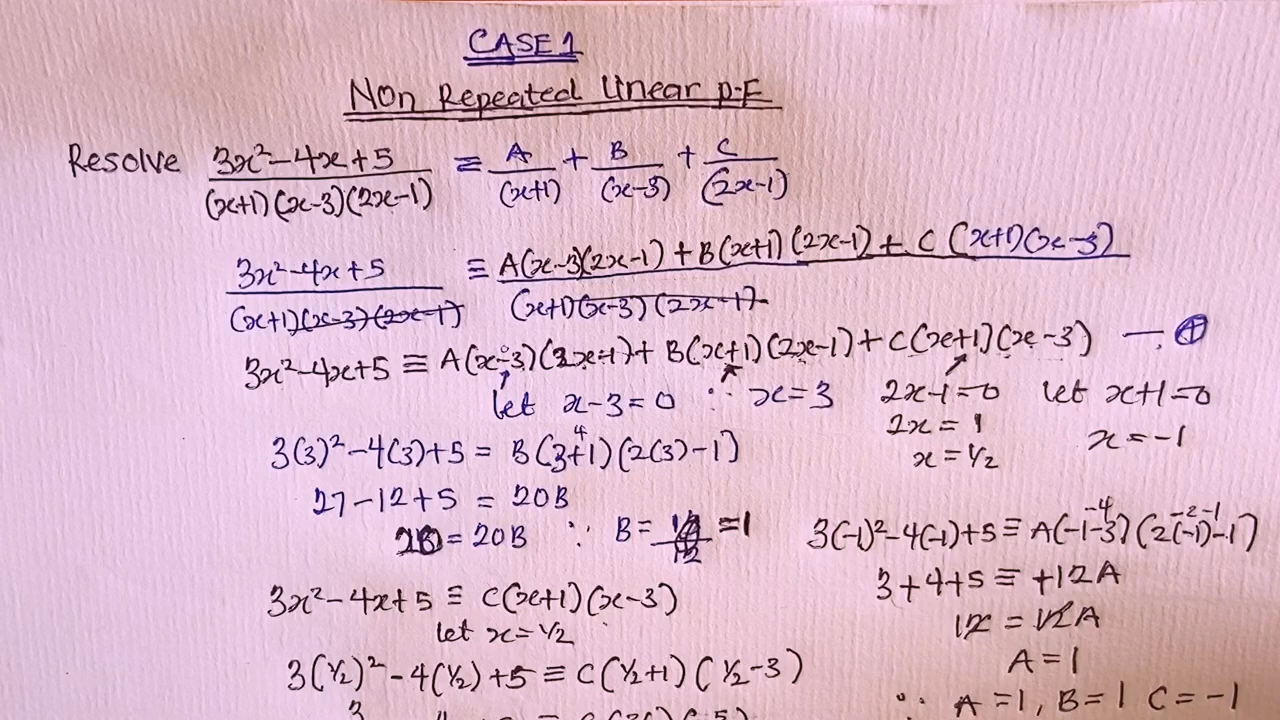 CASE 1
Non Repeated Linear P.F
Resolve (3x²-4x+5)/((x+1)(x-3)(2x-1)) ≡ A/(x+1) + B/(x-3) + C/(2x-1)
(3x²-4x+5)/((x+1)(x-3)(2x-1)) ≡ (A(x-3)(2x-1) + B(x+1)(2x-1) + C(x+1)(x-3))/((x+1)(x-3)(2x-1))
3x²-4x+5 ≡ A(x-3)(2x-1) + B(x+1)(2x-1) + C(x+1)(x-3) —
let x-3=0 ∵ x=3
3(3)²-4(3)+5 = B(3+1)(2(3)-1)
4
27-12+5 = 20B
20 = 20B ∵ B= =1
3x²-4x+5 ≡ C(x+1)(x-3)
let x=1/2
3(1/2)²-4(1/2)+5 ≡ C(1/2+1)(1/2-3)
2x-1=0
2x=1
x=1/2
let x+1=0
x=-1
3(-1)²-4(-1)+5 ≡ A(-1-3)(2(-1)-1)
-4 -2-1
3+4+5 ≡ +12A
12 = 12A
A=1
∴ A=1, B=1 C=-1